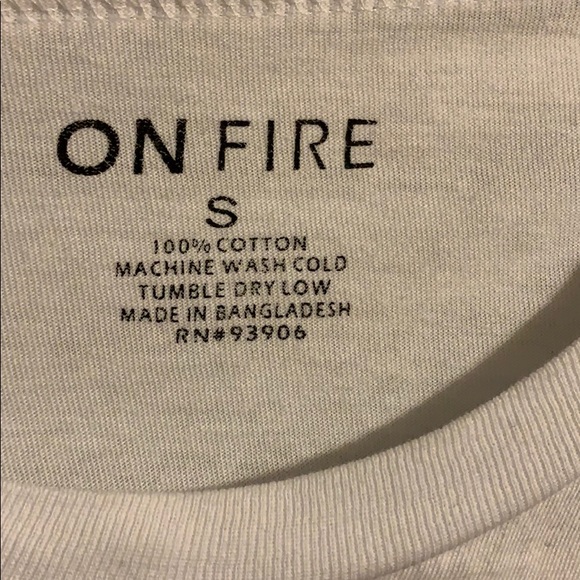 ON FIRE
S
100% COTTON
MACHINE WASH COLD
TUMBLE DRY LOW
MADE IN BANGLADESH
RN#93906